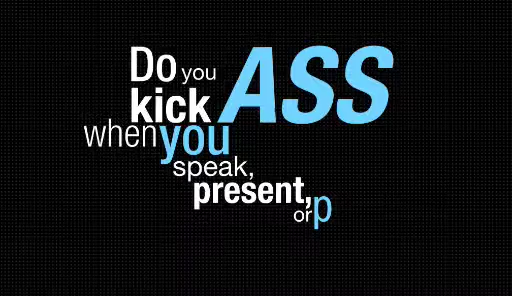 Do you
kick ASS
when you
speak,
present,
or p